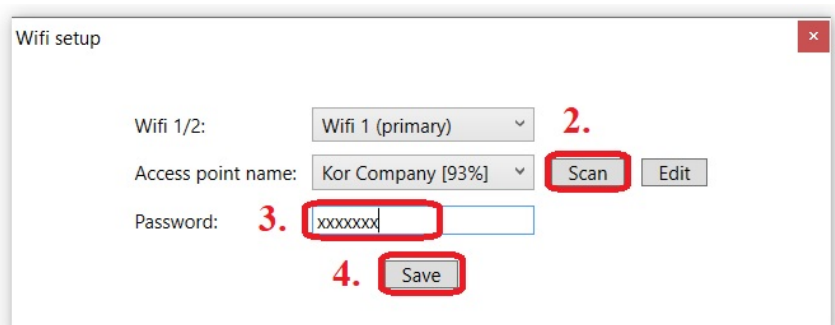 Wifi setup
Wifi 1/2: Wifi 1 (primary) 2.
Access point name: Kor Company [93%] Scan Edit
Password: 3. xxxxxxx
4. Save